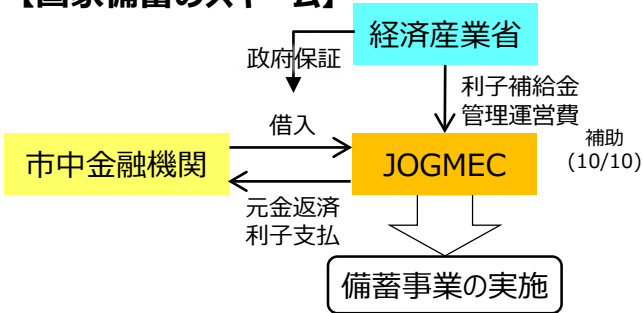 【国家備蓄のスキーム】
経済産業省
政府保証
利子補給金
管理運営費
補助
(10/10)
借入
市中金融機関
JOGMEC
元金返済
利子支払
備蓄事業の実施